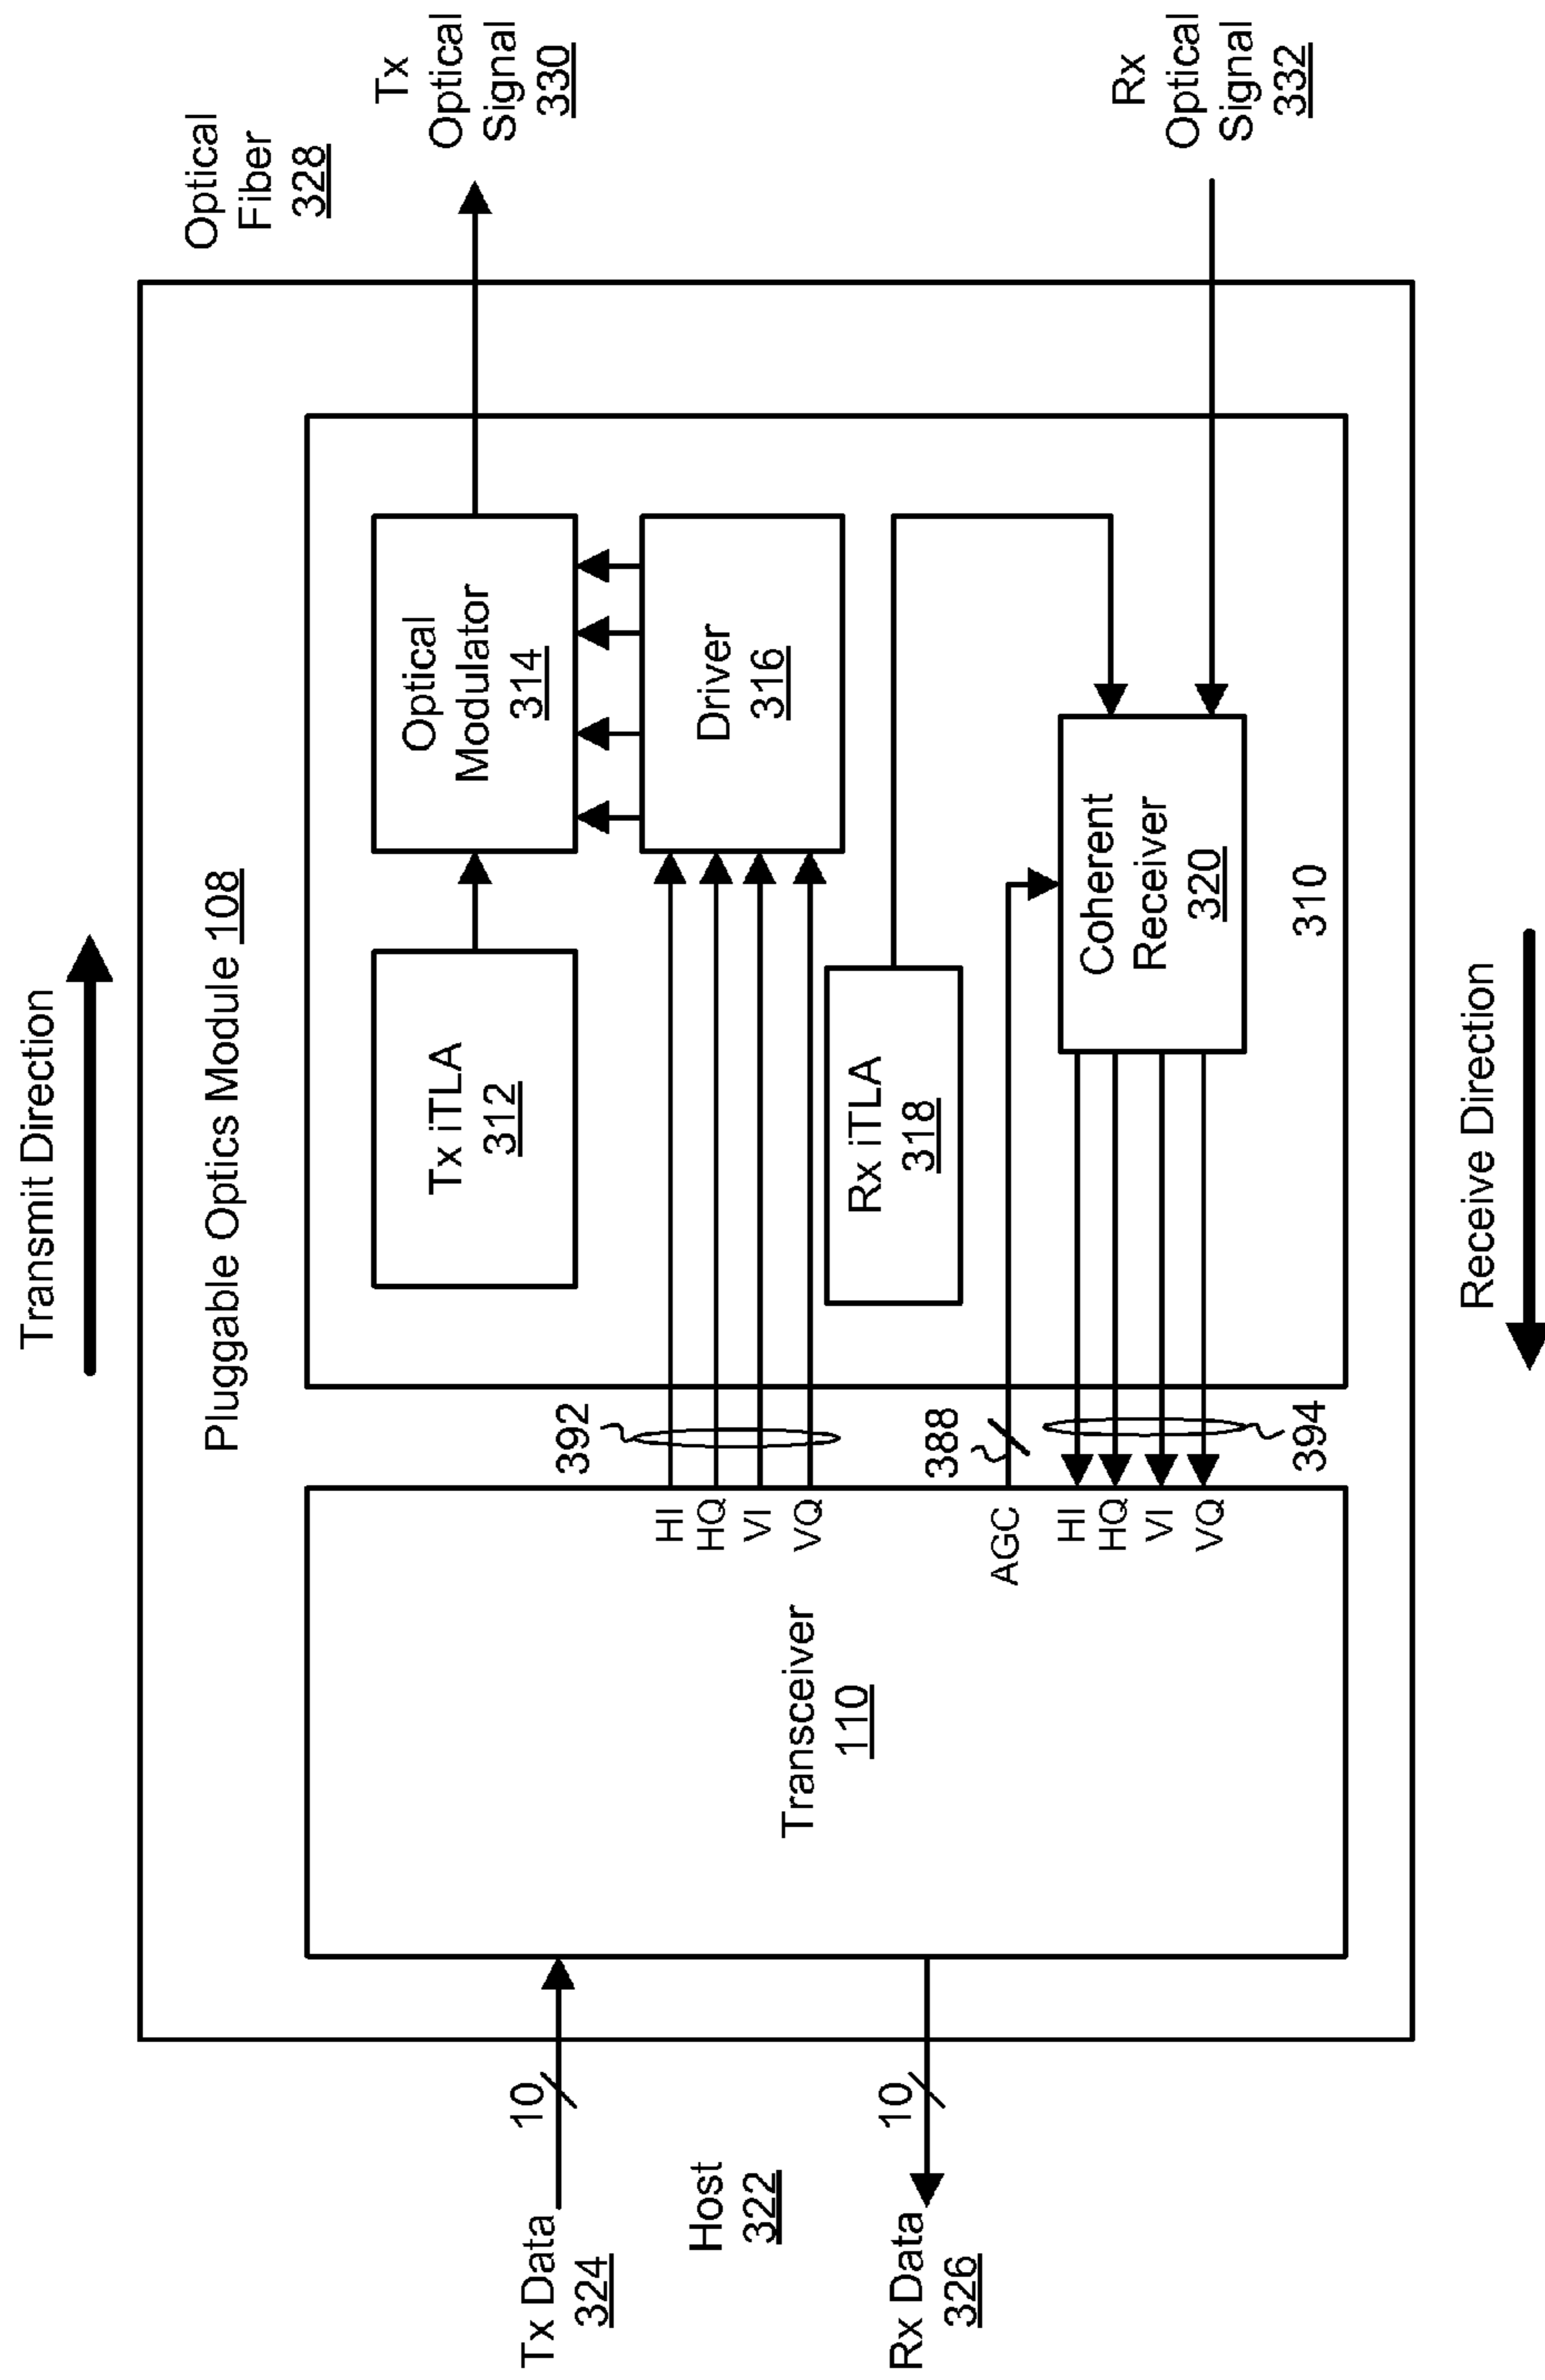 Transmit Direction
Pluggable Optics Module 108
Optical
Fiber
328
Tx Data
324
10
Host
322
Rx Data
326
10
Transceiver
110
HI
HQ
VI
VQ
AGC
HI
HQ
VI
VQ
392
388
394
Tx iTLA
312
Optical
Modulator
314
Driver
316
Rx iTLA
318
Coherent
Receiver
320
310
Tx
Optical
Signal
330
Rx
Optical
Signal
332
Receive Direction